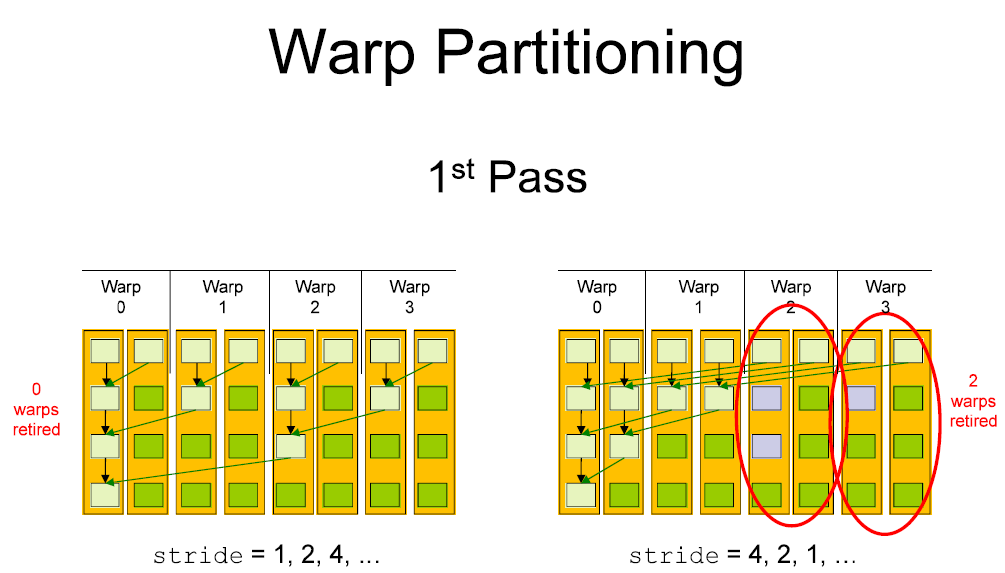 Warp Partitioning
1st Pass
Warp 0
Warp 1
Warp 2
Warp 3
0
warps
retired
stride = 1, 2, 4, ...
Warp 0
Warp 1
Warp 2
Warp 3
2
warps
retired
stride = 4, 2, 1, ...